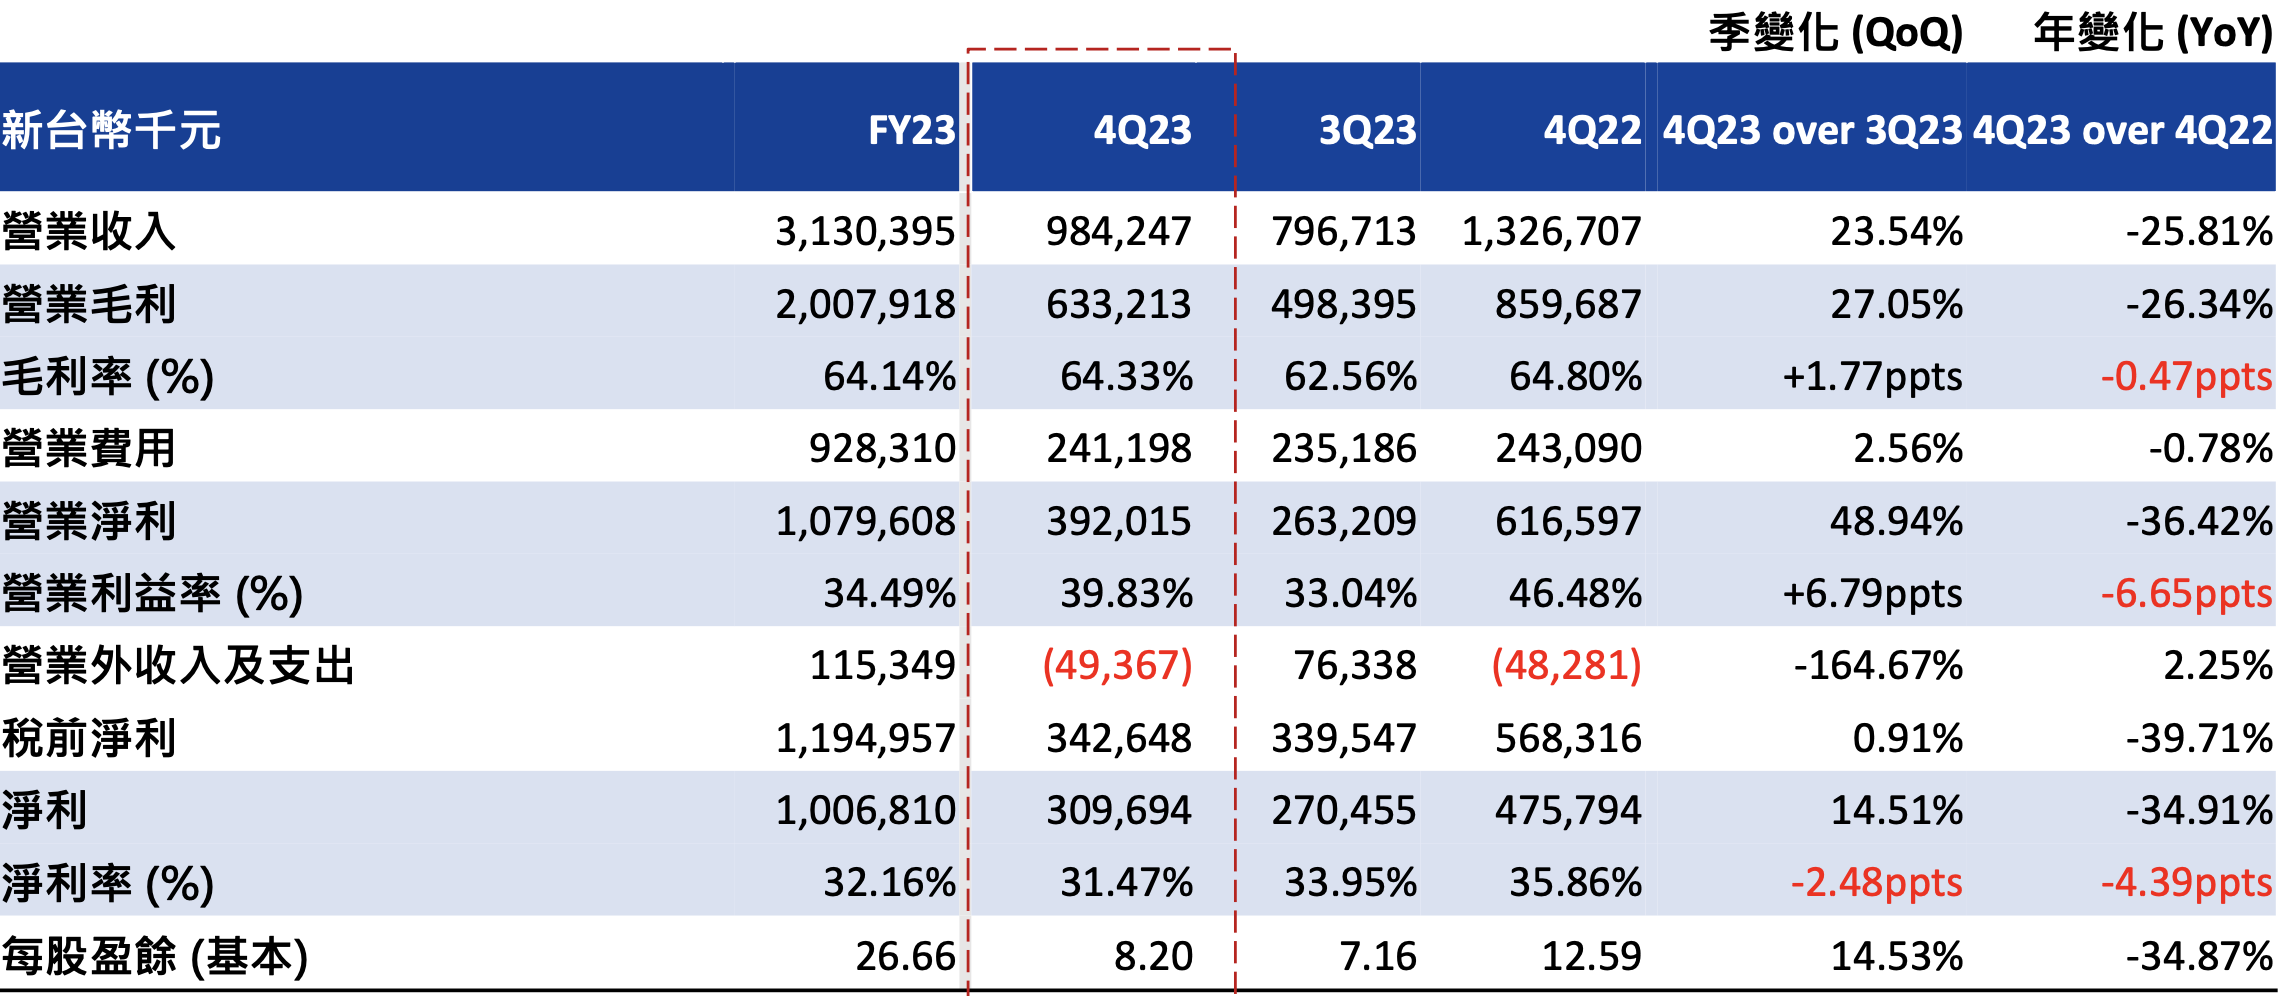 季變化 (QoQ) 年變化 (YoY)
新台幣千元 FY23 4Q23 3Q23 4Q22 4Q23 over 3Q23 4Q23 over 4Q22
營業收入 3,130,395 984,247 796,713 1,326,707 23.54% -25.81%
營業毛利 2,007,918 633,213 498,395 859,687 27.05% -26.34%
毛利率 (%) 64.14% 64.33% 62.56% 64.80% +1.77ppts -0.47ppts
營業費用 928,310 241,198 235,186 243,090 2.56% -0.78%
營業淨利 1,079,608 392,015 263,209 616,597 48.94% -36.42%
營業利益率 (%) 34.49% 39.83% 33.04% 46.48% +6.79ppts -6.65ppts
營業外收入及支出 115,349 (49,367) 76,338 (48,281) -164.67% 2.25%
稅前淨利 1,194,957 342,648 339,547 568,316 0.91% -39.71%
淨利 1,006,810 309,694 270,455 475,794 14.51% -34.91%
淨利率 (%) 32.16% 31.47% 33.95% 35.86% -2.48ppts -4.39ppts
每股盈餘 (基本) 26.66 8.20 7.16 12.59 14.53% -34.87%